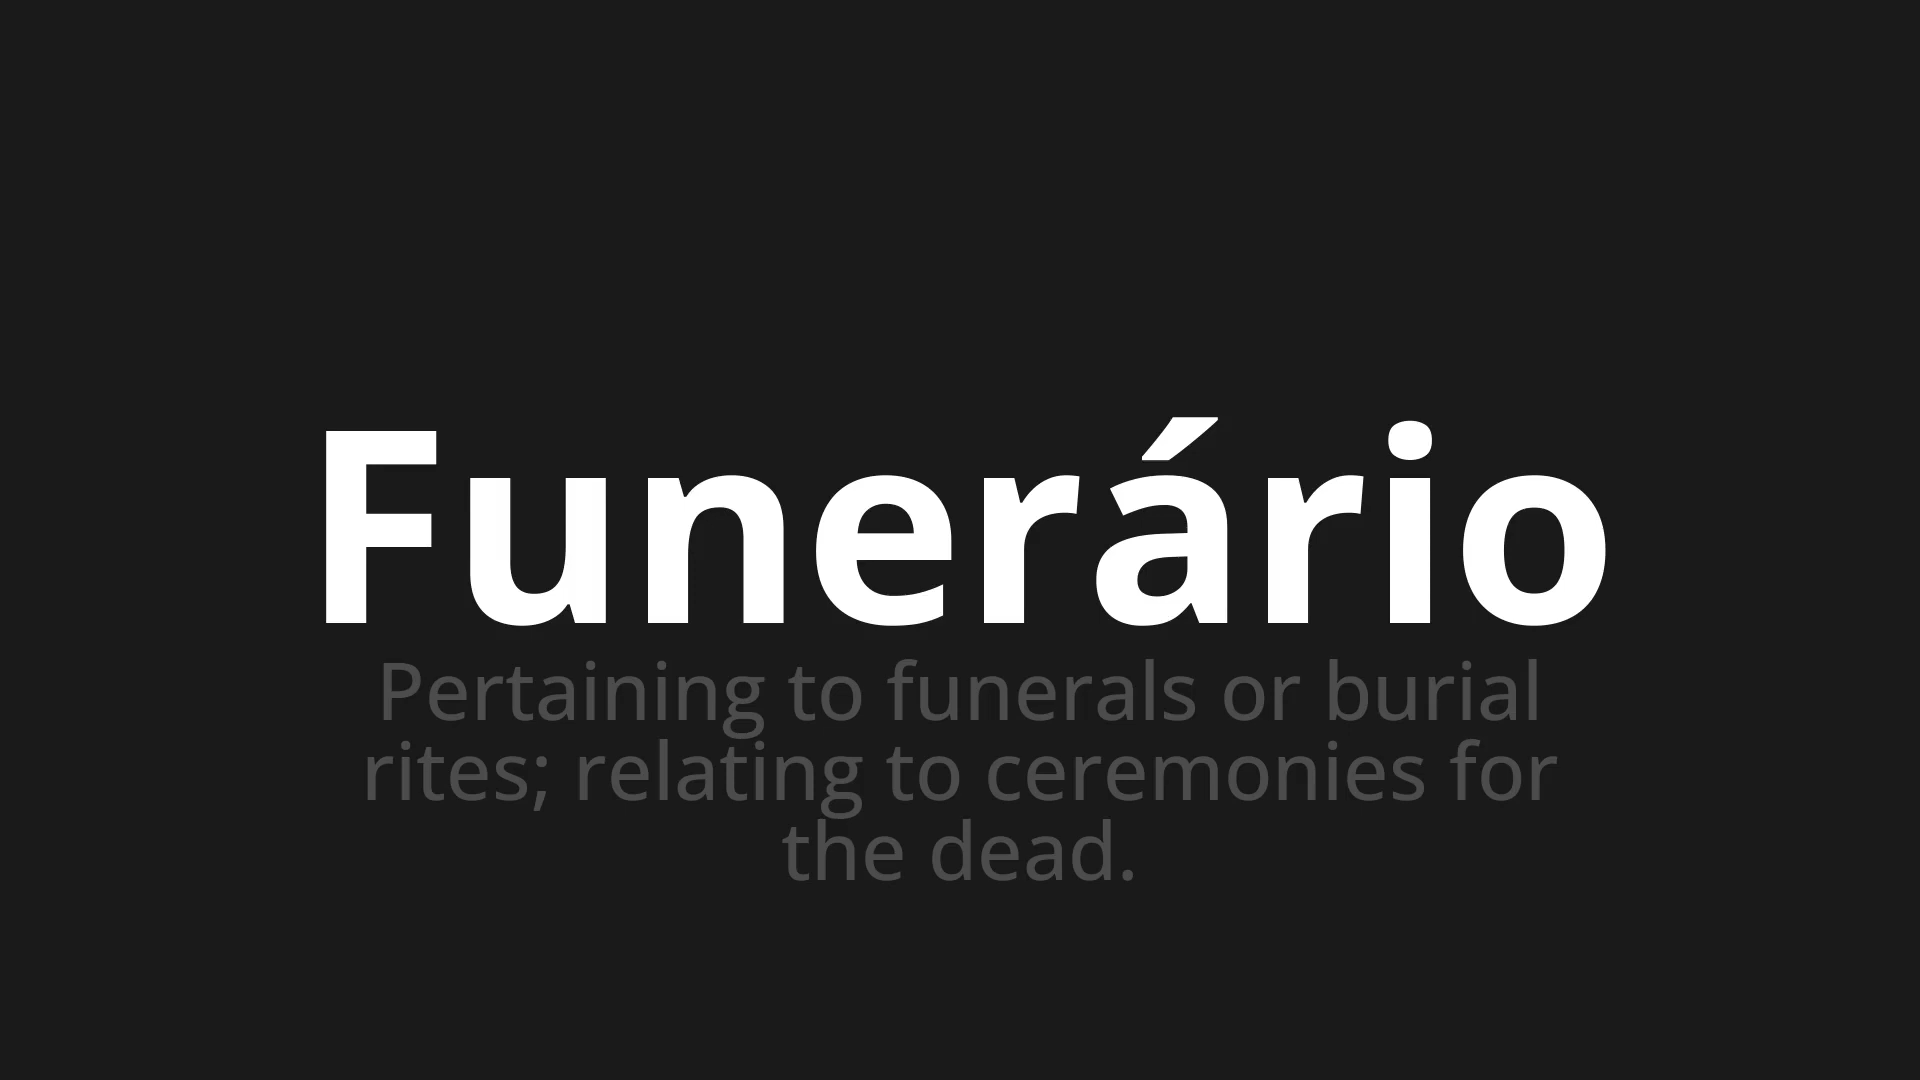 Funerário
Pertaining to funerals or burial
rites; relating to ceremonies for
the dead.